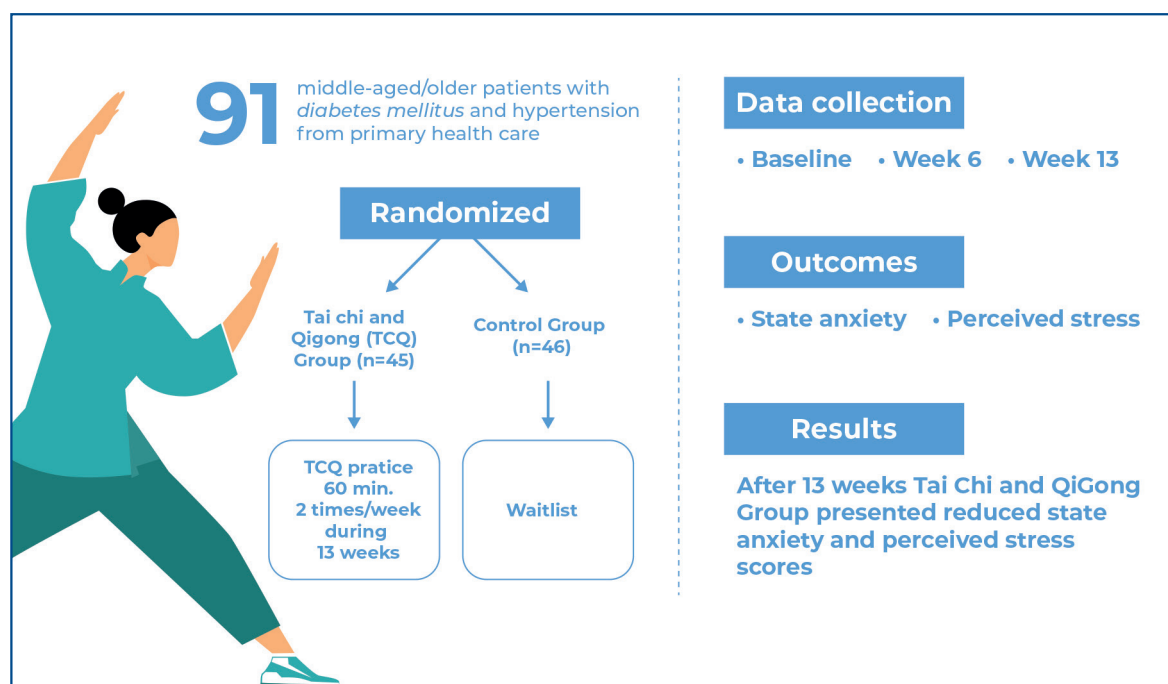 91
middle-aged/older patients with
diabetes mellitus and hypertension
from primary health care
Randomized
Tai chi and
Qigong (TCQ)
Group (n=45)
Control Group
(n=46)
TCQ pratice
60 min.
2 times/week
during
13 weeks
Waitlist
Data collection
• Baseline • Week 6 • Week 13
Outcomes
• State anxiety • Perceived stress
Results
After 13 weeks Tai Chi and QiGong
Group presented reduced state
anxiety and perceived stress
scores